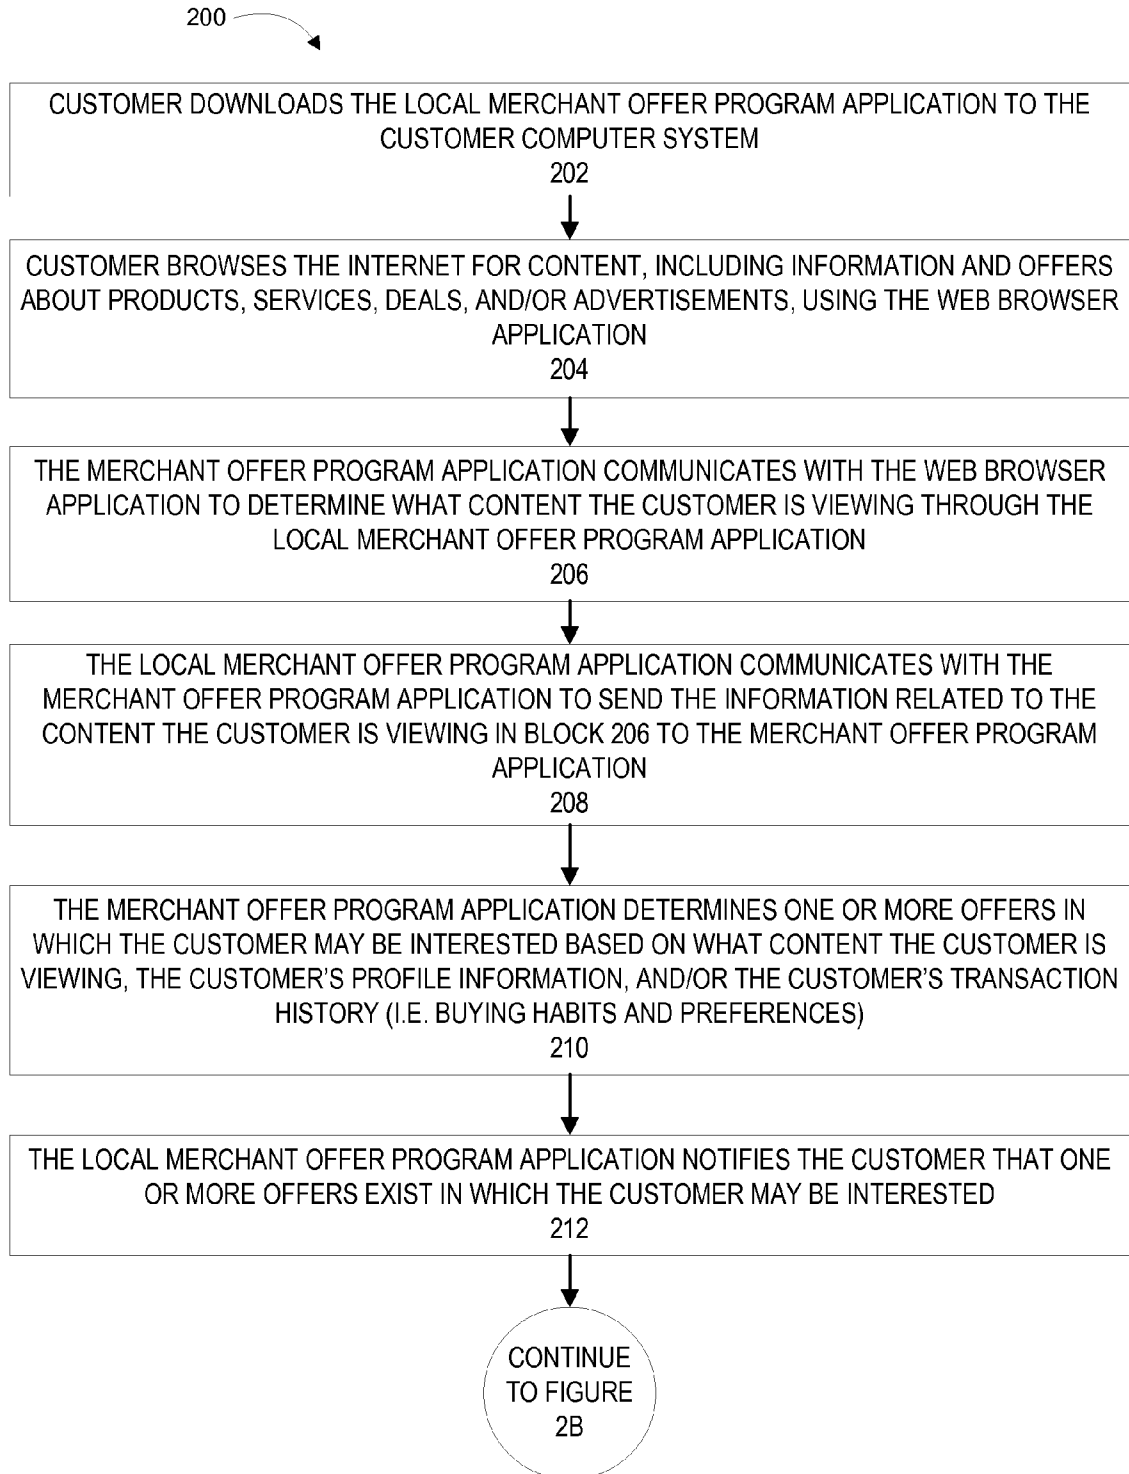 200
CUSTOMER DOWNLOADS THE LOCAL MERCHANT OFFER PROGRAM APPLICATION TO THE
CUSTOMER COMPUTER SYSTEM
202
CUSTOMER BROWSES THE INTERNET FOR CONTENT, INCLUDING INFORMATION AND OFFERS
ABOUT PRODUCTS, SERVICES, DEALS, AND/OR ADVERTISEMENTS, USING THE WEB BROWSER
APPLICATION
204
THE MERCHANT OFFER PROGRAM APPLICATION COMMUNICATES WITH THE WEB BROWSER
APPLICATION TO DETERMINE WHAT CONTENT THE CUSTOMER IS VIEWING THROUGH THE
LOCAL MERCHANT OFFER PROGRAM APPLICATION
206
THE LOCAL MERCHANT OFFER PROGRAM APPLICATION COMMUNICATES WITH THE
MERCHANT OFFER PROGRAM APPLICATION TO SEND THE INFORMATION RELATED TO THE
CONTENT THE CUSTOMER IS VIEWING IN BLOCK 206 TO THE MERCHANT OFFER PROGRAM
APPLICATION
208
THE MERCHANT OFFER PROGRAM APPLICATION DETERMINES ONE OR MORE OFFERS IN
WHICH THE CUSTOMER MAY BE INTERESTED BASED ON WHAT CONTENT THE CUSTOMER IS
VIEWING, THE CUSTOMER'S PROFILE INFORMATION, AND/OR THE CUSTOMER'S TRANSACTION
HISTORY (I.E. BUYING HABITS AND PREFERENCES)
210
THE LOCAL MERCHANT OFFER PROGRAM APPLICATION NOTIFIES THE CUSTOMER THAT ONE
OR MORE OFFERS EXIST IN WHICH THE CUSTOMER MAY BE INTERESTED
212
CONTINUE
TO FIGURE
2B